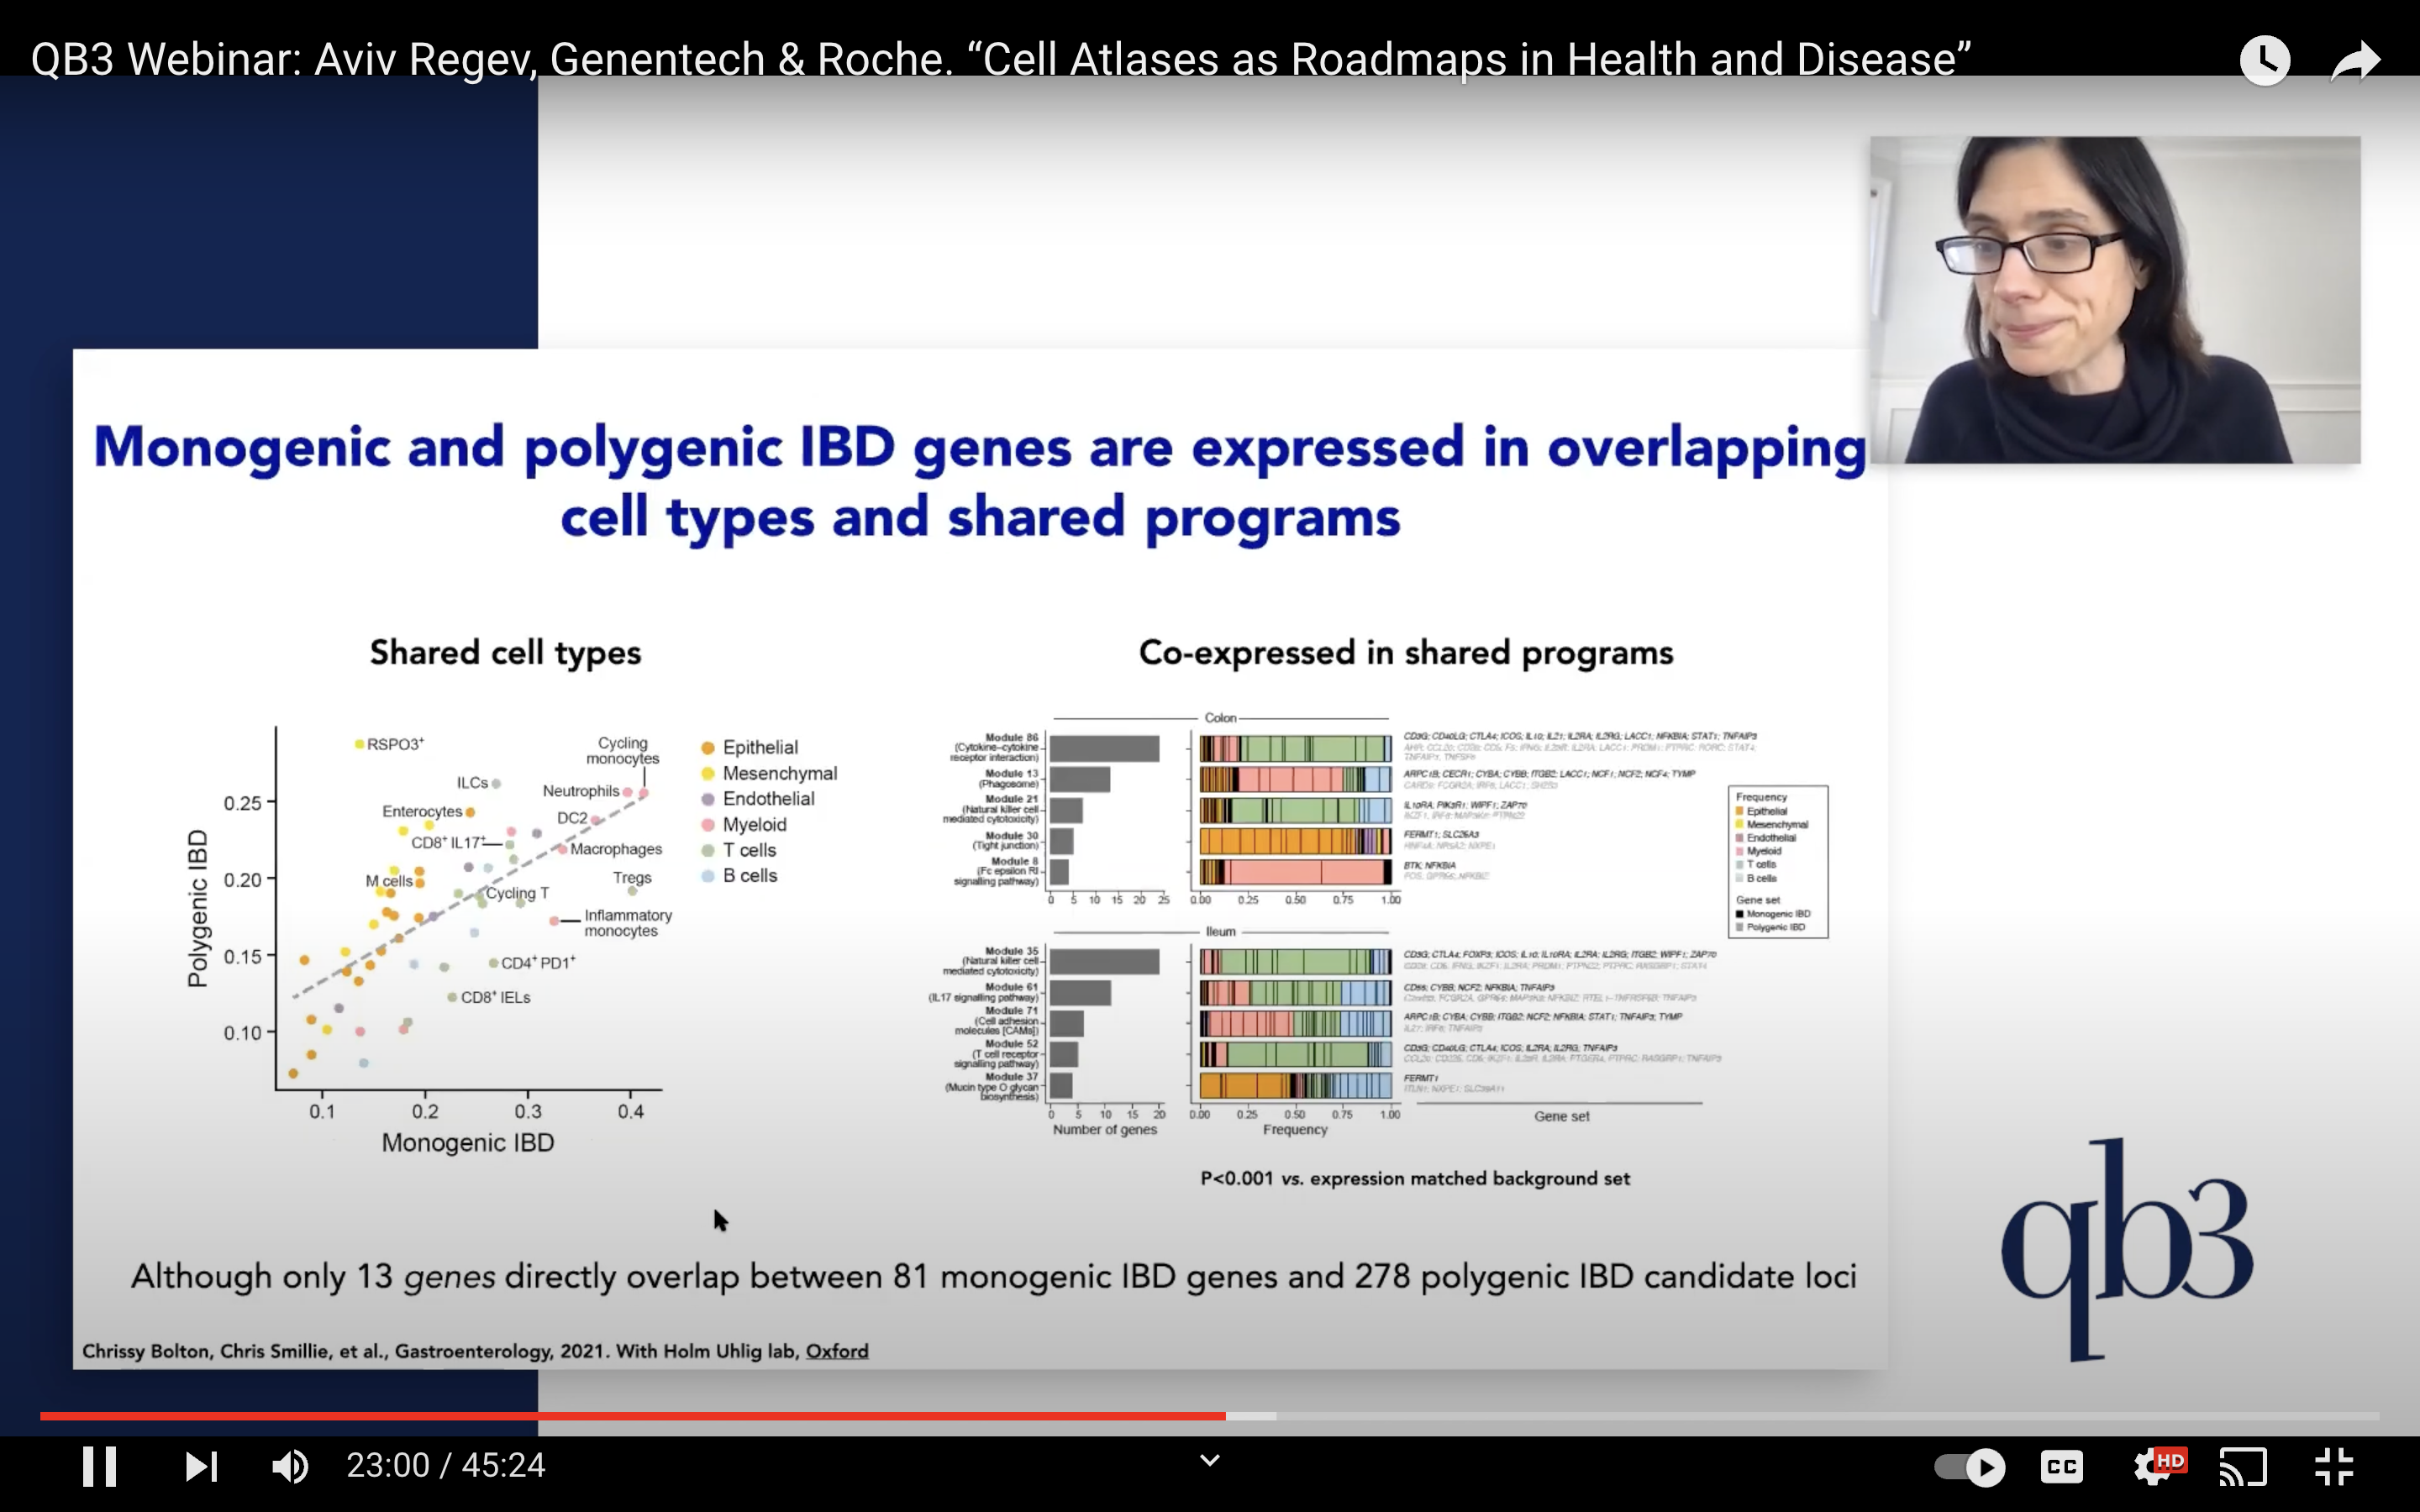 QB3 Webinar: Aviv Regev, Genentech & Roche. “Cell Atlases as Roadmaps in Health and Disease”
Monogenic and polygenic IBD genes are expressed in overlapping
cell types and shared programs
Shared cell types
Polygenic IBD
0.25
0.20
0.15
0.10
RSPO3⁺
Cycling
monocytes
ILCs
Neutrophils
Enterocytes
DC2
CD8⁺ IL17⁺
Macrophages
M cells
Tregs
Cycling T
Inflammatory
monocytes
CD4⁺ PD1⁺
CD8⁺ IELs
0.1 0.2 0.3 0.4
Monogenic IBD
Epithelial
Mesenchymal
Endothelial
Myeloid
T cells
B cells
Co-expressed in shared programs
Colon
Module 86
(Cytokine–cytokine
receptor interaction)
Module 13
(Phagosome)
Module 21
(Natural killer cell
mediated cytotoxicity)
Module 30
(Tight junction)
Module 8
(Fc epsilon RI
signalling pathway)
0 5 10 15 20 25
0.00 0.25 0.50 0.75 1.00
CD3G; CD40LG; CTLA4; ICOS; IL10; IL21; IL2RA; IL2RG; LACC1; NFKBIA; STAT1; TNFAIP3
ARPC1B; CECR1; CYBA; CYBB; ITGB2; LACC1; NCF1; NCF2; NCF4; TYMP
IL10RA; PIK3R1; WIPF1; ZAP70
FERMT1; SLC26A3
BTK; NFKBIA
Ileum
Module 35
(Natural killer cell
mediated cytotoxicity)
Module 61
(IL17 signalling pathway)
Module 71
(Cell adhesion
molecules [CAMs])
Module 52
(T cell receptor
signalling pathway)
Module 37
(Mucin type O glycan
biosynthesis)
0 5 10 15 20
0.00 0.25 0.50 0.75 1.00
Number of genes
Frequency
Gene set
CD3G; CTLA4; FOXP3; ICOS; IL10; IL10RA; IL2RA; IL2RG; ITGB2; WIPF1; ZAP70
CYBB; NCF2; NFKBIA; TNFAIP3
ARPC1B; CYBA; CYBB; ITGB2; NCF2; NFKBIA; STAT1; TNFAIP3; TYMP
CD3G; CD40LG; CTLA4; ICOS; IL2RA; IL2RG; TNFAIP3
FERMT1
Frequency
Epithelial
Mesenchymal
Endothelial
Myeloid
T cells
B cells
Gene set
Monogenic IBD
Polygenic IBD
P<0.001 vs. expression matched background set
Although only 13 genes directly overlap between 81 monogenic IBD genes and 278 polygenic IBD candidate loci
Chrissy Bolton, Chris Smillie, et al., Gastroenterology, 2021. With Holm Uhlig lab, Oxford
qb3
23:00 / 45:24
CC
HD